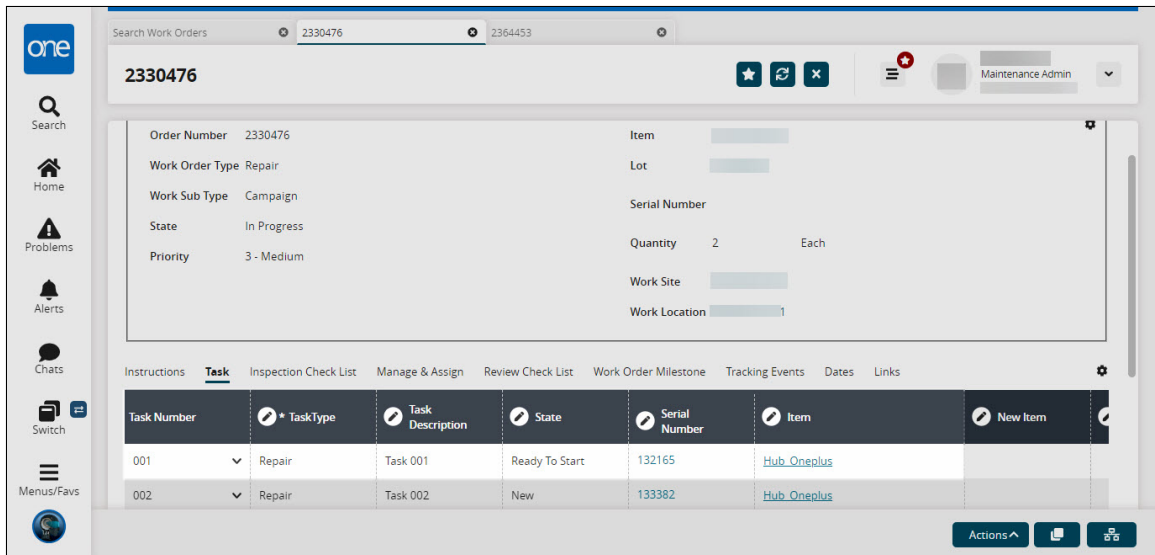 one
Search
Home
Problems
Alerts
Chats
Switch
Menus/Favs
Search Work Orders 2330476 2364453
2330476
Maintenance Admin
Order Number 2330476
Work Order Type Repair
Work Sub Type Campaign
State In Progress
Priority 3 - Medium
Item
Lot
Serial Number
Quantity 2 Each
Work Site
Work Location 1
Instructions Task Inspection Check List Manage & Assign Review Check List Work Order Milestone Tracking Events Dates Links
Task Number * TaskType Task Description State Serial Number Item New Item
001 Repair Task 001 Ready To Start 132165 Hub_Oneplus
002 Repair Task 002 New 133382 Hub_Oneplus
Actions